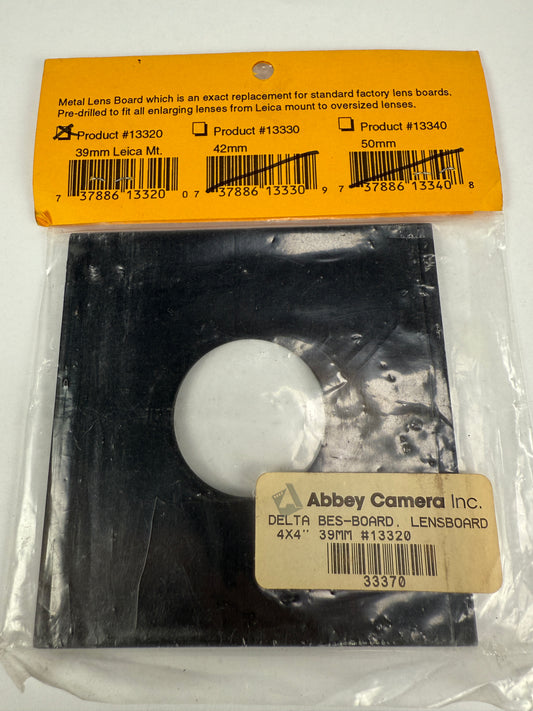 Metal Lens Board which is an exact replacement for standard factory lens boards.
Pre-drilled to fit all enlarging lenses from Leica mount to oversized lenses.
Product #13320
39mm Leica Mt.
7 37886 13320 0
Product #13330
42mm
7 37886 13330 9
Product #13340
50mm
7 37886 13340 8
Abbey Camera Inc.
DELTA BES-BOARD. LENSBOARD
4X4" 39MM #13320
33370